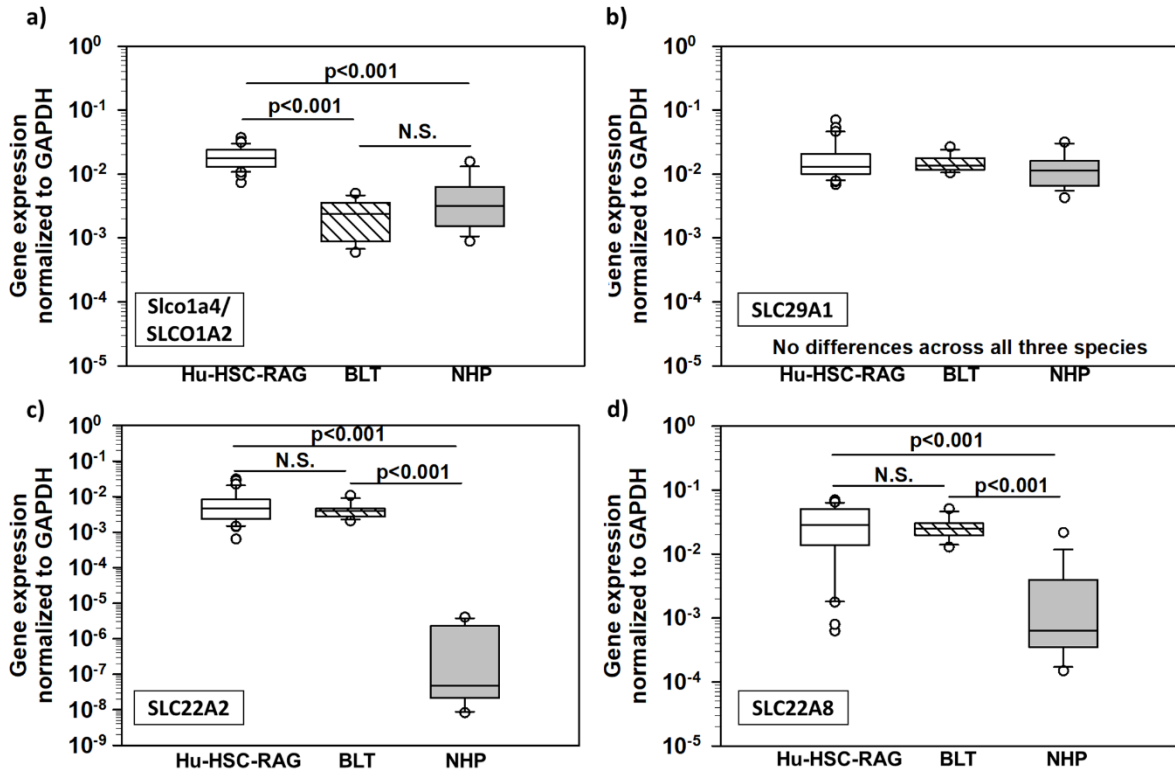 a)
Gene expression
normalized to GAPDH
10^0
10^-1
10^-2
10^-3
10^-4
10^-5
p<0.001
p<0.001
N.S.
Slco1a4/
SLCO1A2
Hu-HSC-RAG BLT NHP
b)
Gene expression
normalized to GAPDH
10^0
10^-1
10^-2
10^-3
10^-4
10^-5
SLC29A1
No differences across all three species
Hu-HSC-RAG BLT NHP
c)
Gene expression
normalized to GAPDH
10^0
10^-1
10^-2
10^-3
10^-4
10^-5
10^-6
10^-7
10^-8
10^-9
p<0.001
N.S.
p<0.001
SLC22A2
Hu-HSC-RAG BLT NHP
d)
Gene expression
normalized to GAPDH
10^0
10^-1
10^-2
10^-3
10^-4
10^-5
p<0.001
N.S.
p<0.001
SLC22A8
Hu-HSC-RAG BLT NHP